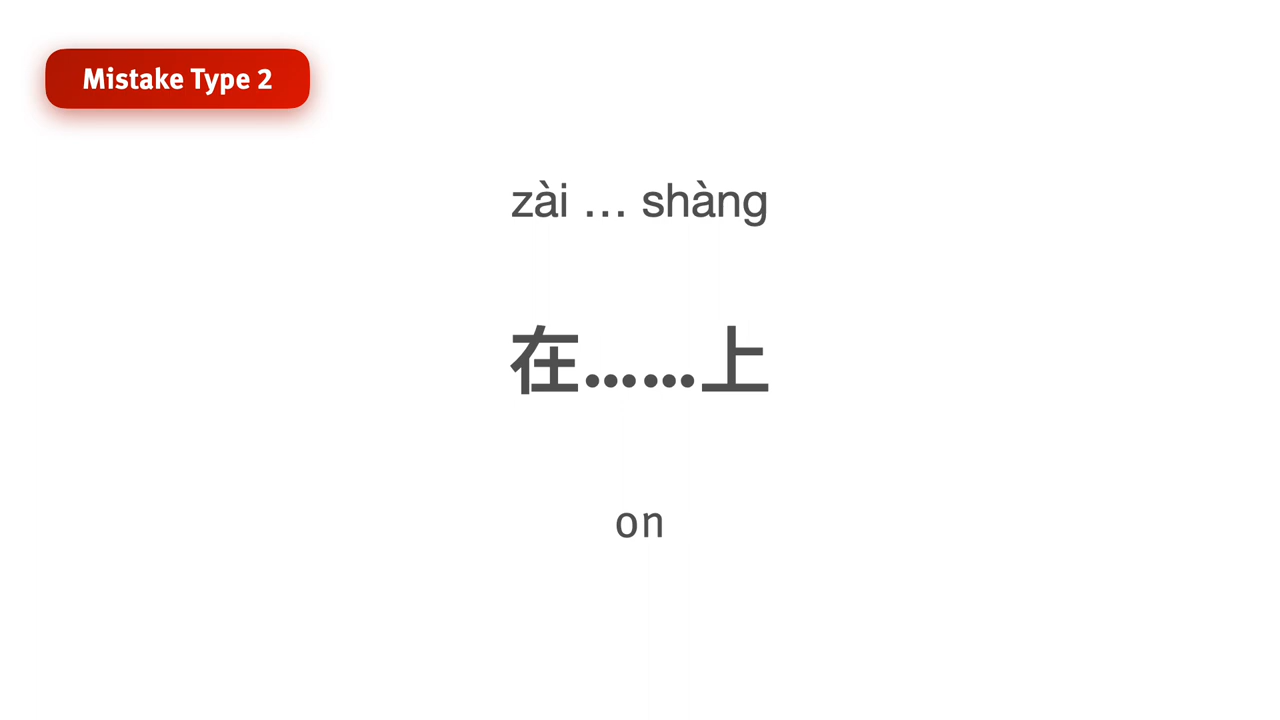 Mistake Type 2
zài … shàng
在……上
on